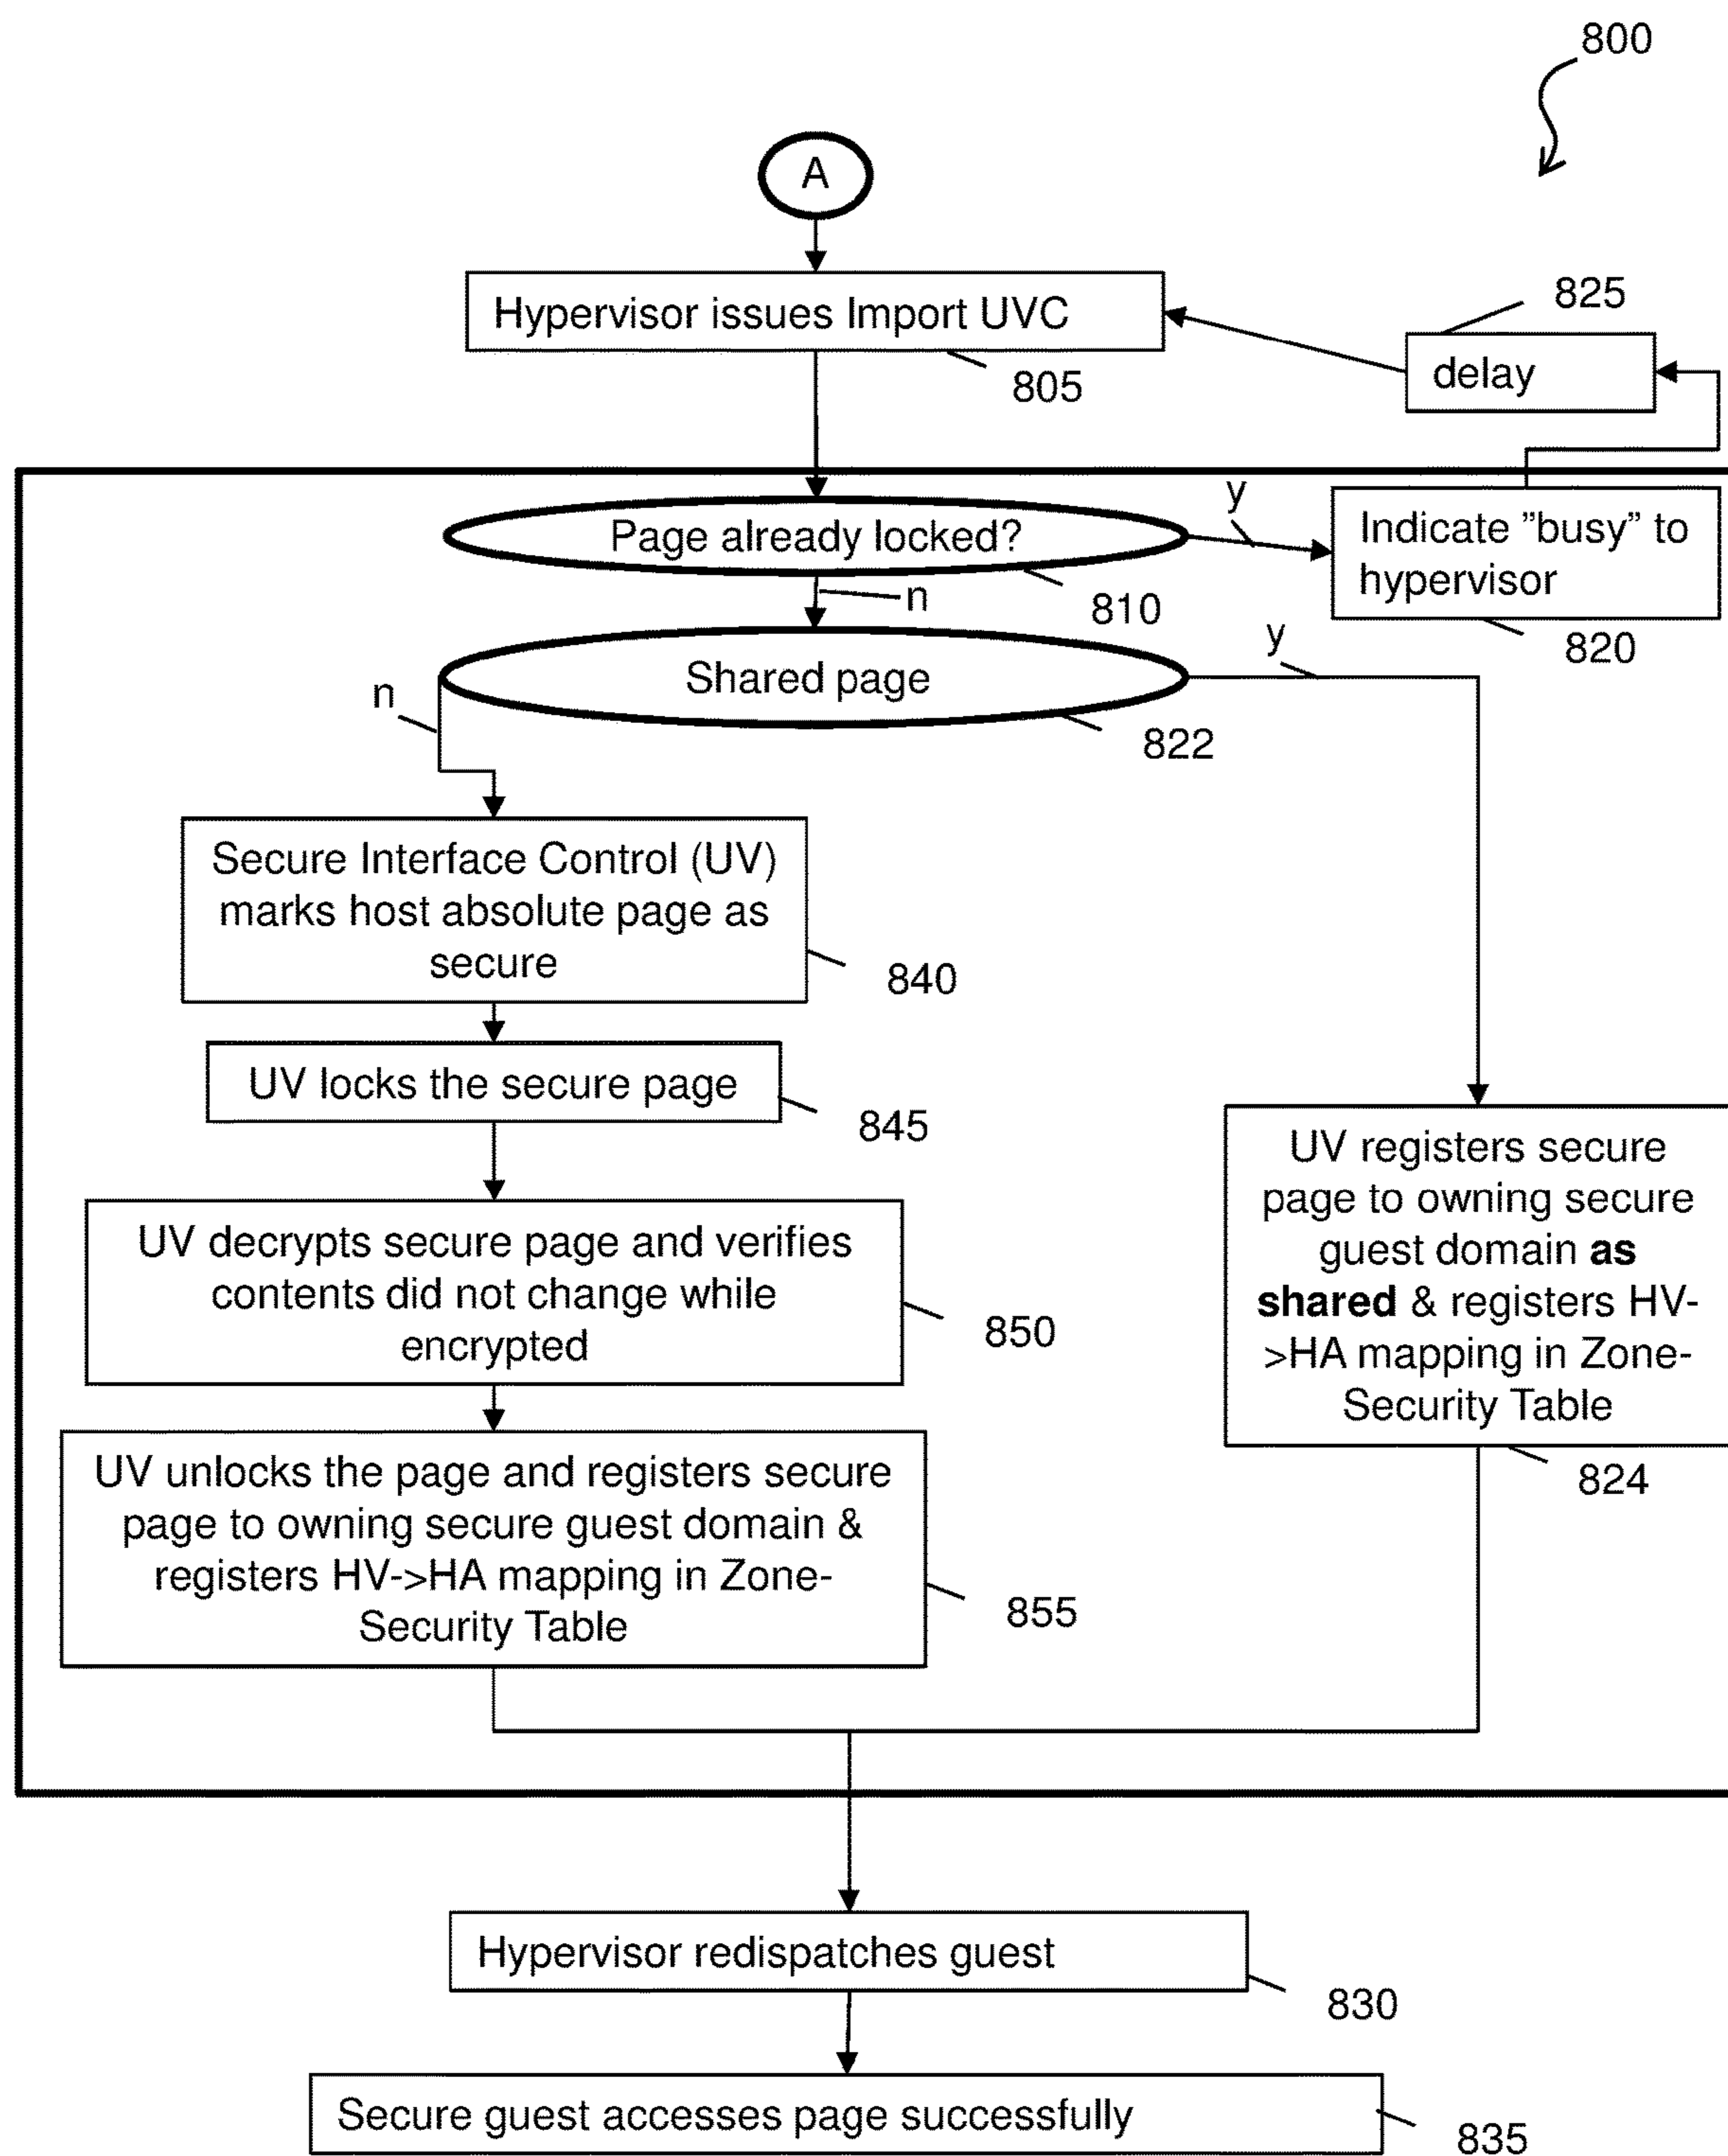 800
A
Hypervisor issues Import UVC
805
825
delay
Page already locked?
810
y
n
Indicate ”busy” to
hypervisor
820
Shared page
822
y
n
Secure Interface Control (UV)
marks host absolute page as
secure
840
UV locks the secure page
845
UV decrypts secure page and verifies
contents did not change while
encrypted
850
UV unlocks the page and registers secure
page to owning secure guest domain &
registers HV->HA mapping in Zone-
Security Table
855
UV registers secure
page to owning secure
guest domain as
shared & registers HV-
>HA mapping in Zone-
Security Table
824
Hypervisor redispatches guest
830
Secure guest accesses page successfully
835